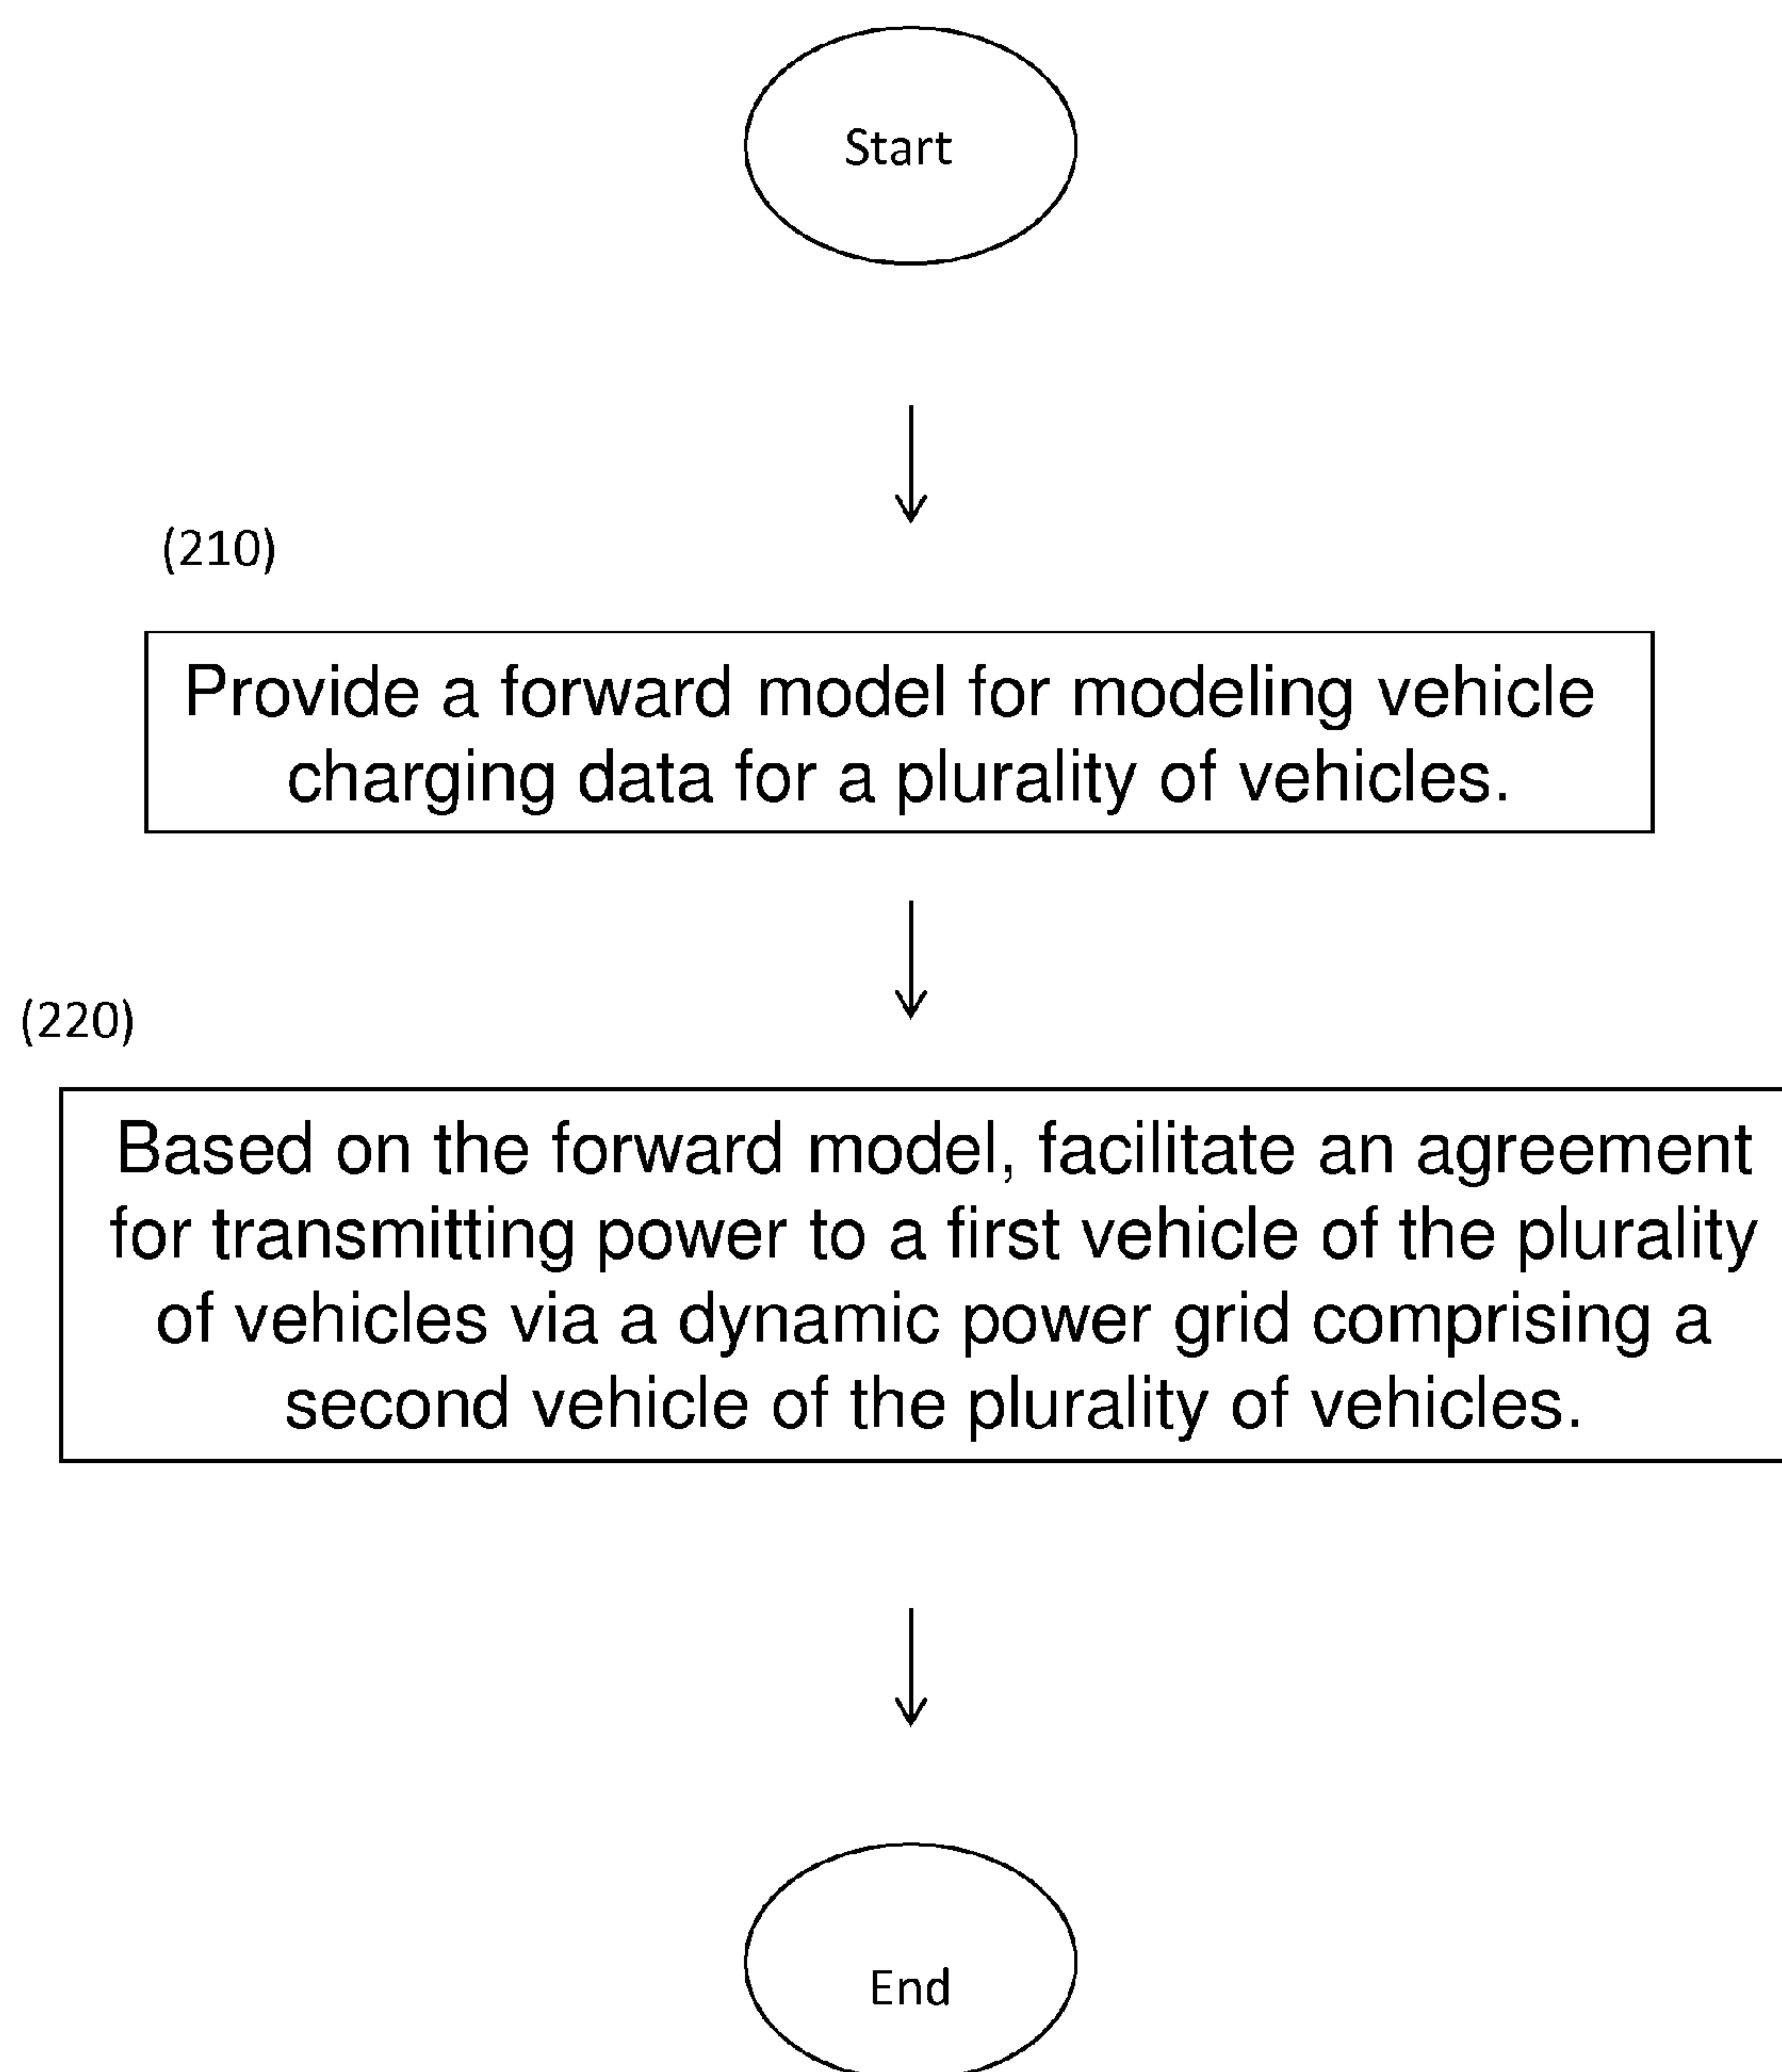 Start
(210)
Provide a forward model for modeling vehicle
charging data for a plurality of vehicles.
(220)
Based on the forward model, facilitate an agreement
for transmitting power to a first vehicle of the plurality
of vehicles via a dynamic power grid comprising a
second vehicle of the plurality of vehicles.
End